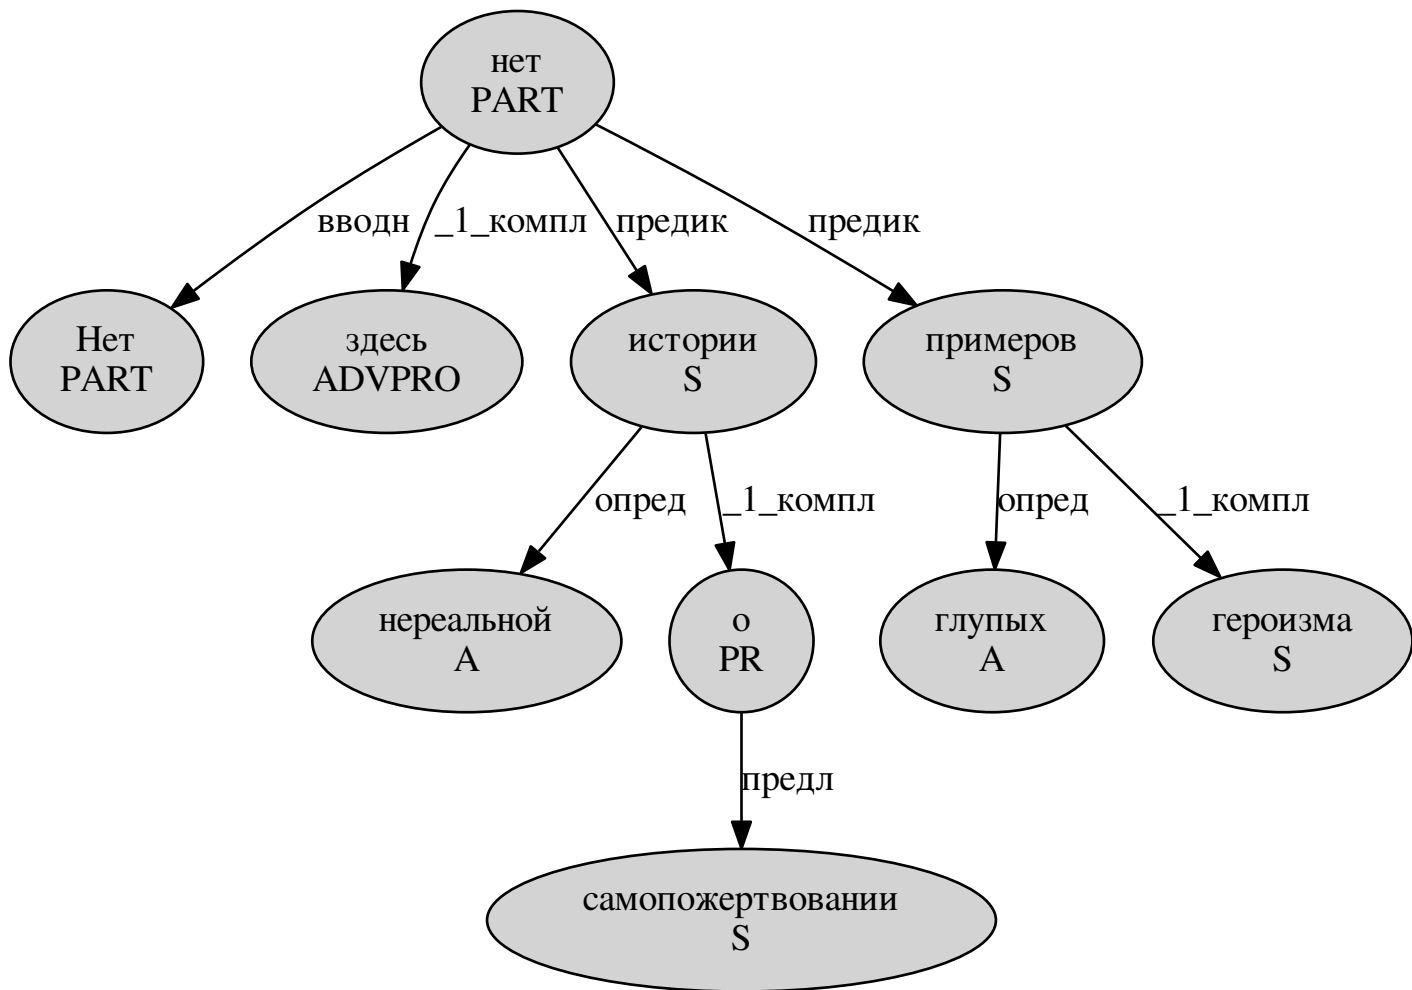 нет
PART
вводн
_1_компл
предик
предик
Нет
PART
здесь
ADVPRO
истории
S
примеров
S
опред
_1_компл
опред
_1_компл
нереальной
A
о
PR
глупых
A
героизма
S
предл
самопожертвовании
S